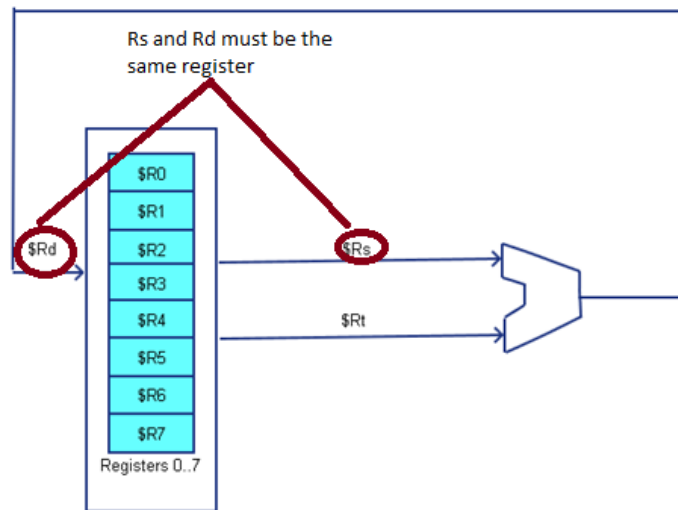 Rs and Rd must be the
same register
$R0
$R1
$Rd
$R2
$Rs
$R3
$R4
$Rt
$R5
$R6
$R7
Registers 0..7